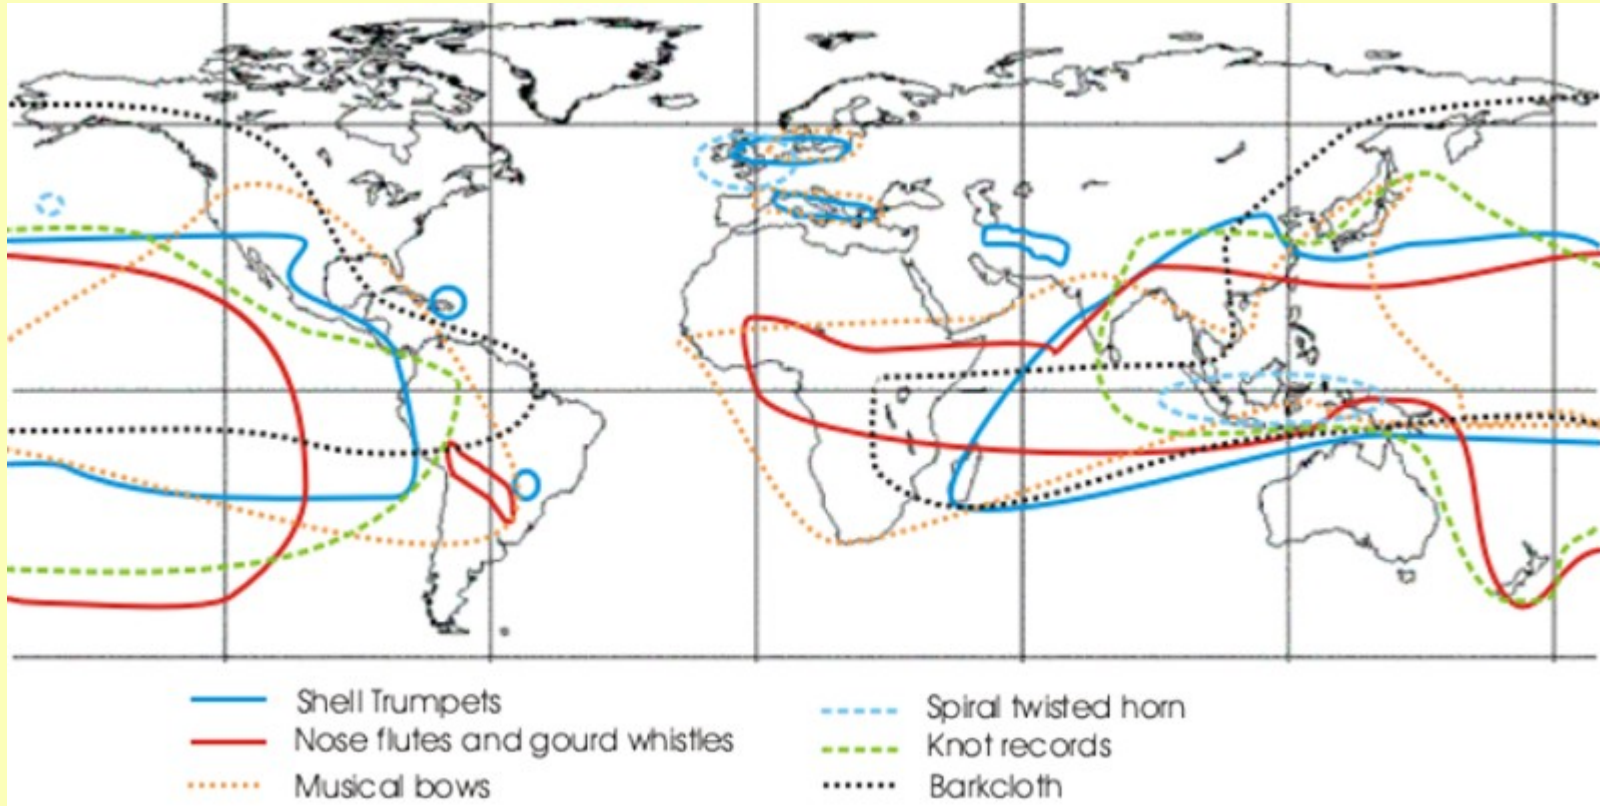 Shell Trumpets
Nose flutes and gourd whistles
Musical bows
Spiral twisted horn
Knot records
Barkcloth